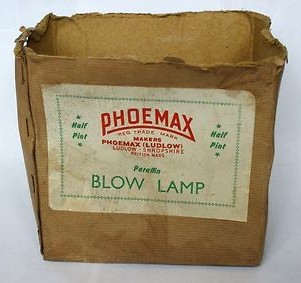 PHOEMAX
REG TRADE MARK
MAKERS
PHOEMAX (LUDLOW)
LUDLOW - SHROPSHIRE
BRITISH MADE
Half Pint
Half Pint
Paraffin
BLOW LAMP